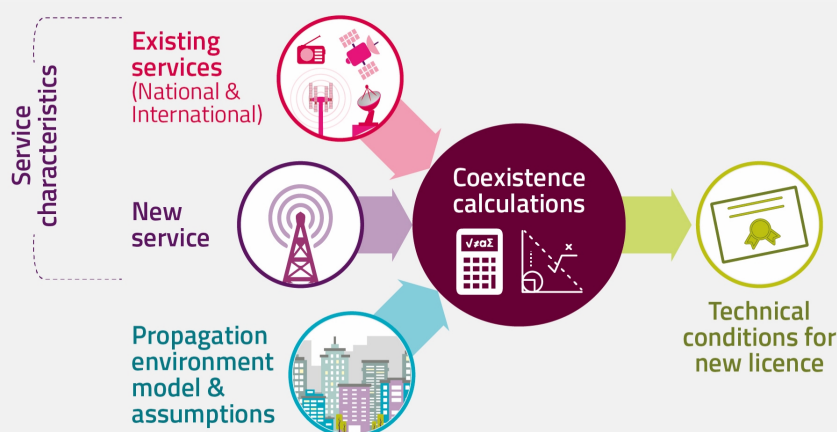 Service
characteristics
Existing
services
(National &
International)
New
service
Propagation
environment
model &
assumptions
Coexistence
calculations
√≠αΣ
x
√
Technical
conditions for
new licence